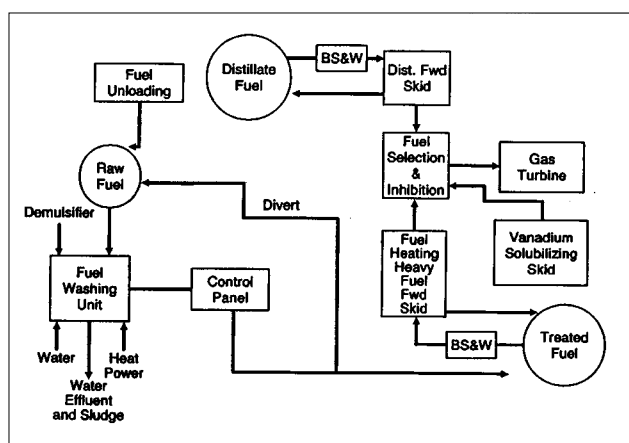 Fuel
Unloading
Distillate
Fuel
BS&W
Dist. Fwd
Skid
Raw
Fuel
Divert
Fuel
Selection
&
Inhibition
Gas
Turbine
Demulsifier
Fuel
Washing
Unit
Control
Panel
Fuel
Heating
Heavy
Fuel
Fwd
Skid
Vanadium
Solubilizing
Skid
BS&W
Treated
Fuel
Water
Heat
Power
Water
Effluent
and Sludge